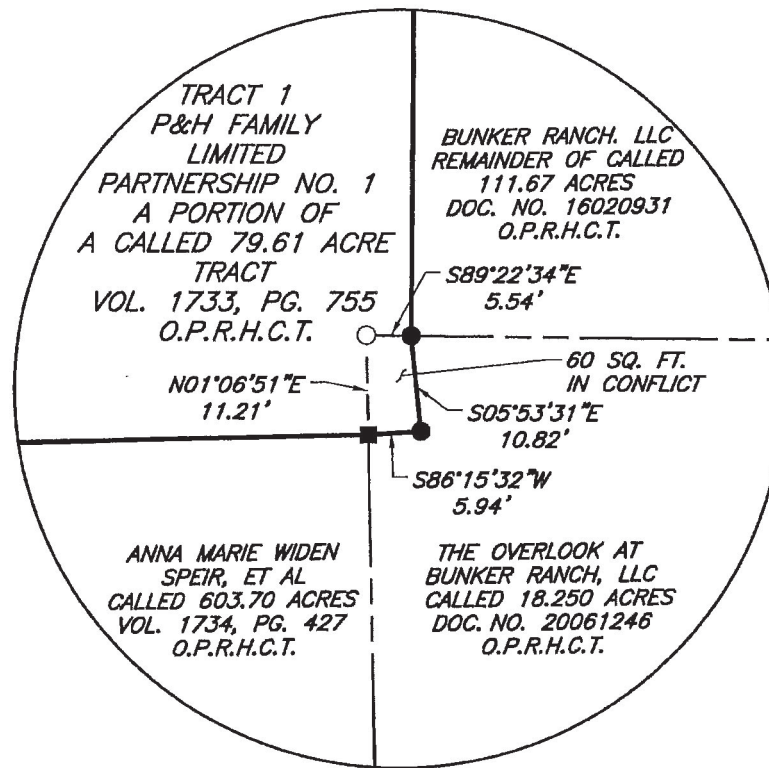 TRACT 1
P&H FAMILY
LIMITED
PARTNERSHIP NO. 1
A PORTION OF
A CALLED 79.61 ACRE
TRACT
VOL. 1733, PG. 755
O.P.R.H.C.T.
BUNKER RANCH. LLC
REMAINDER OF CALLED
111.67 ACRES
DOC. NO. 16020931
O.P.R.H.C.T.
S89°22'34"E
5.54'
N01°06'51"E
11.21'
60 SQ. FT.
IN CONFLICT
S05°53'31"E
10.82'
S86°15'32"W
5.94'
ANNA MARIE WIDEN
SPEIR, ET AL
CALLED 603.70 ACRES
VOL. 1734, PG. 427
O.P.R.H.C.T.
THE OVERLOOK AT
BUNKER RANCH, LLC
CALLED 18.250 ACRES
DOC. NO. 20061246
O.P.R.H.C.T.